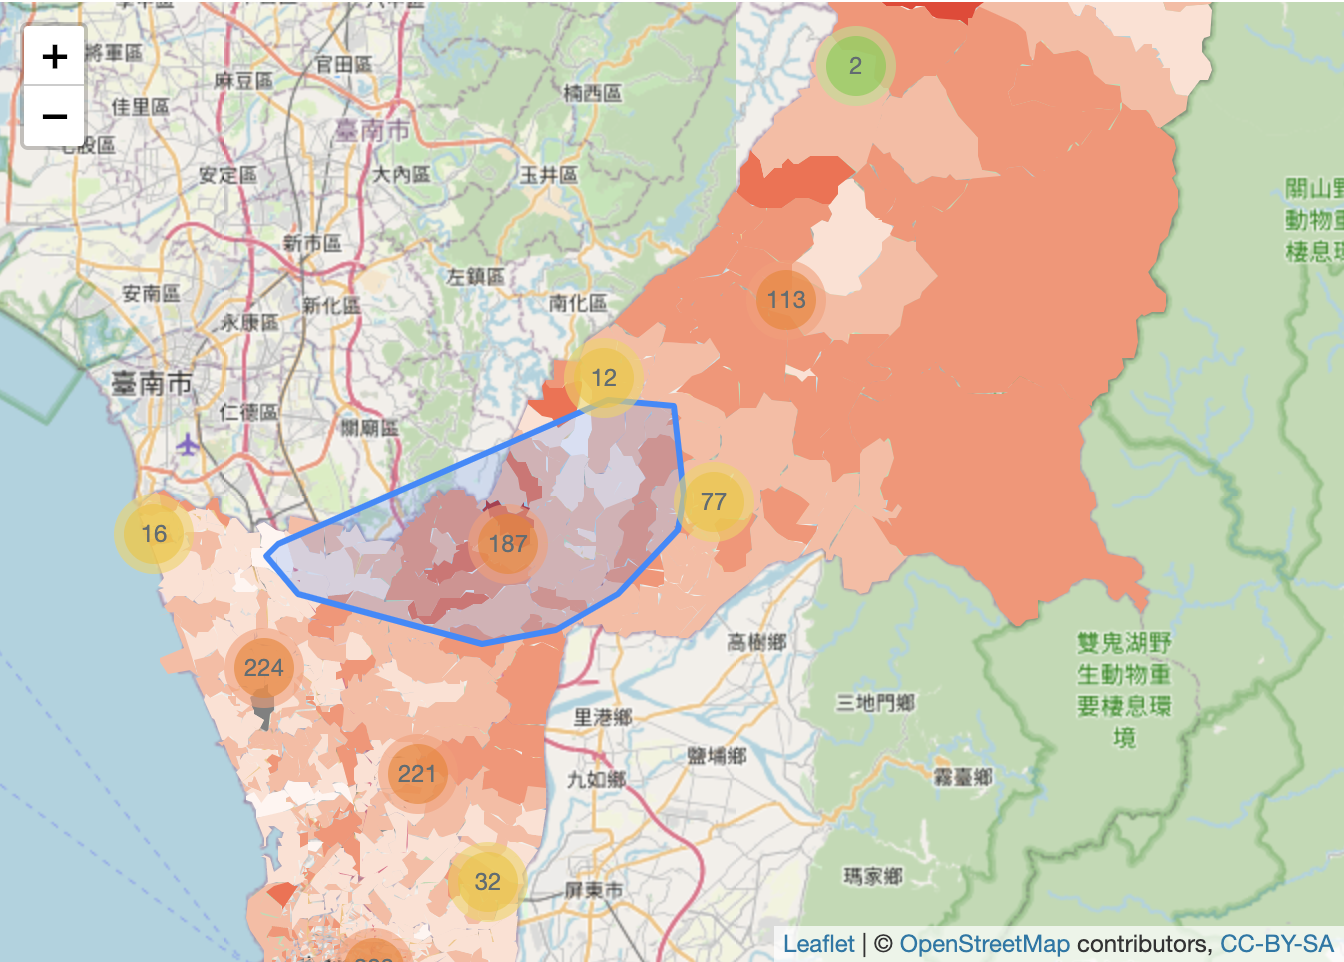 +
−
將軍區
官田區
麻豆區
佳里區
楠西區
臺南市
七股區
安定區
大內區
玉井區
新市區
左鎮區
安南區
新化區
南化區
永康區
臺南市
仁德區
關廟區
關山野
動物重
棲息環
2
113
12
77
16
187
224
221
32
高樹鄉
里港鄉
三地門鄉
鹽埔鄉
九如鄉
霧臺鄉
瑪家鄉
屏東市
雙鬼湖野
生動物重
要棲息環
境
Leaflet | © OpenStreetMap contributors, CC-BY-SA